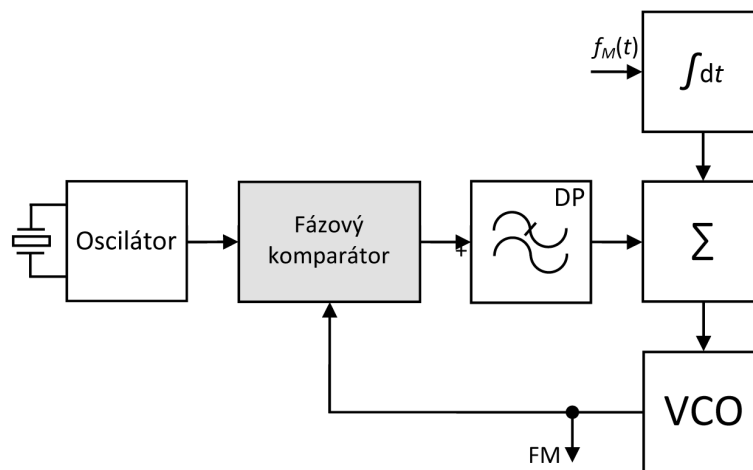 f_M(t)
∫dt
Oscilátor
Fázový
komparátor
+
DP
Σ
VCO
FM